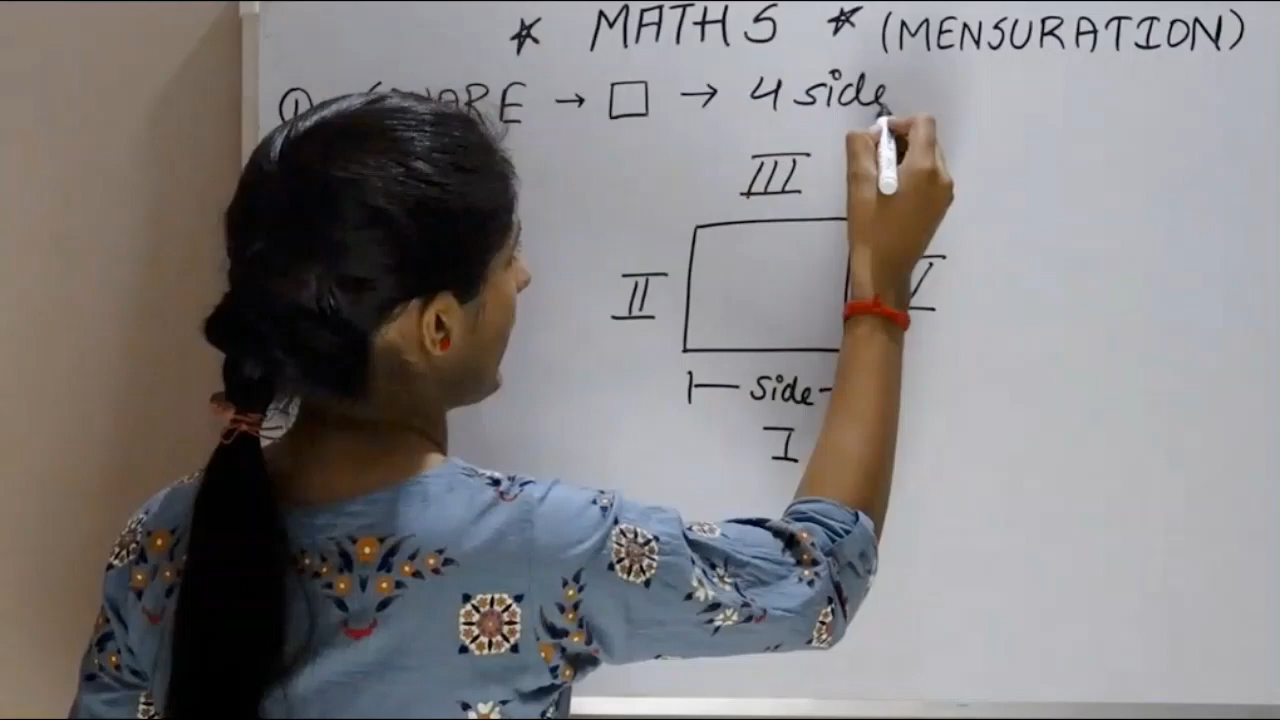 * MATHS * (MENSURATION)
① → □ → 4 side
III
II
Side
I